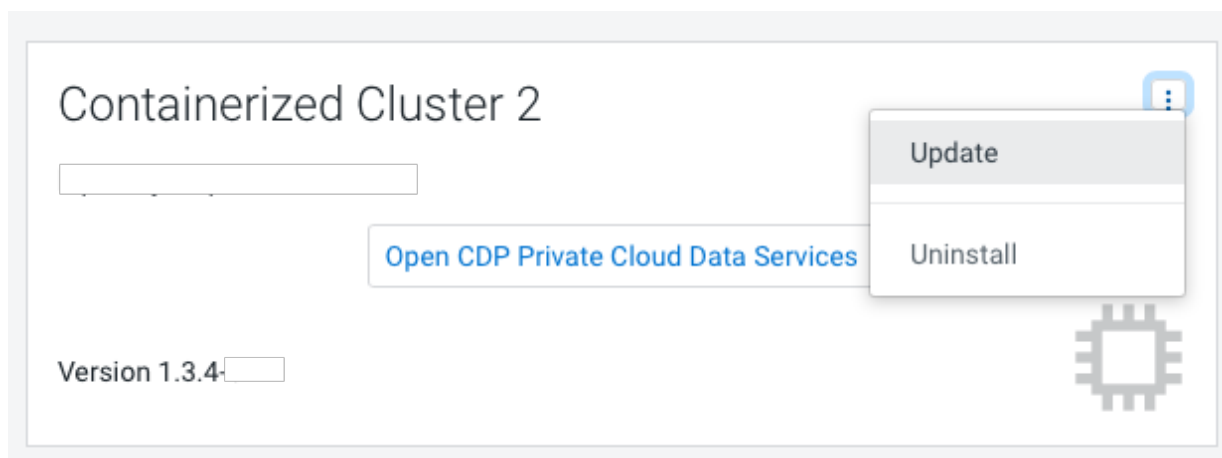 Containerized Cluster 2
Update
Open CDP Private Cloud Data Services
Uninstall
Version 1.3.4-